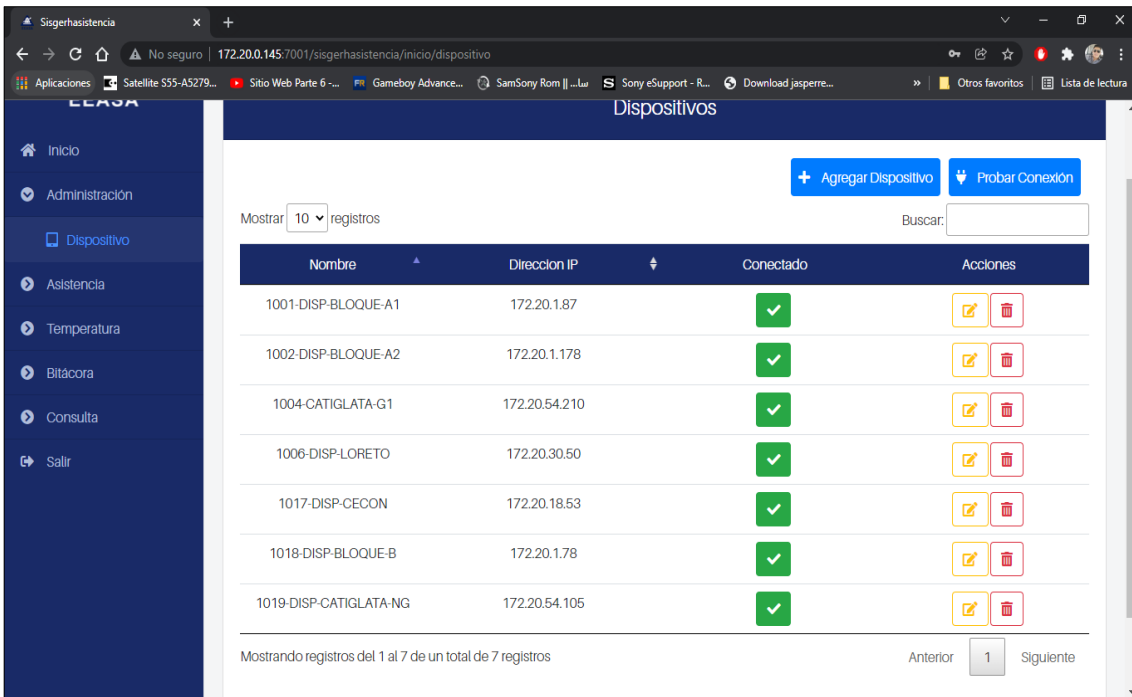 Sisgerhasistencia
No seguro | 172.20.0.145:7001/sisgerhasistencia/inicio/dispositivo
Aplicaciones Satellite S55-A5279... Sitio Web Parte 6 -... Gameboy Advance... SamSony Rom || ...لما Sony eSupport - R... Download jasperre... » Otros favoritos Lista de lectura
EEASA
Inicio
Administración
Dispositivo
Asistencia
Temperatura
Bitácora
Consulta
Salir
Dispositivos
+ Agregar Dispositivo Probar Conexión
Mostrar 10 registros Buscar:
Nombre Direccion IP Conectado Acciones
1001-DISP-BLOQUE-A1 172.20.1.87
1002-DISP-BLOQUE-A2 172.20.1.178
1004-CATIGLATA-G1 172.20.54.210
1006-DISP-LORETO 172.20.30.50
1017-DISP-CECON 172.20.18.53
1018-DISP-BLOQUE-B 172.20.1.78
1019-DISP-CATIGLATA-NG 172.20.54.105
Mostrando registros del 1 al 7 de un total de 7 registros Anterior 1 Siguiente